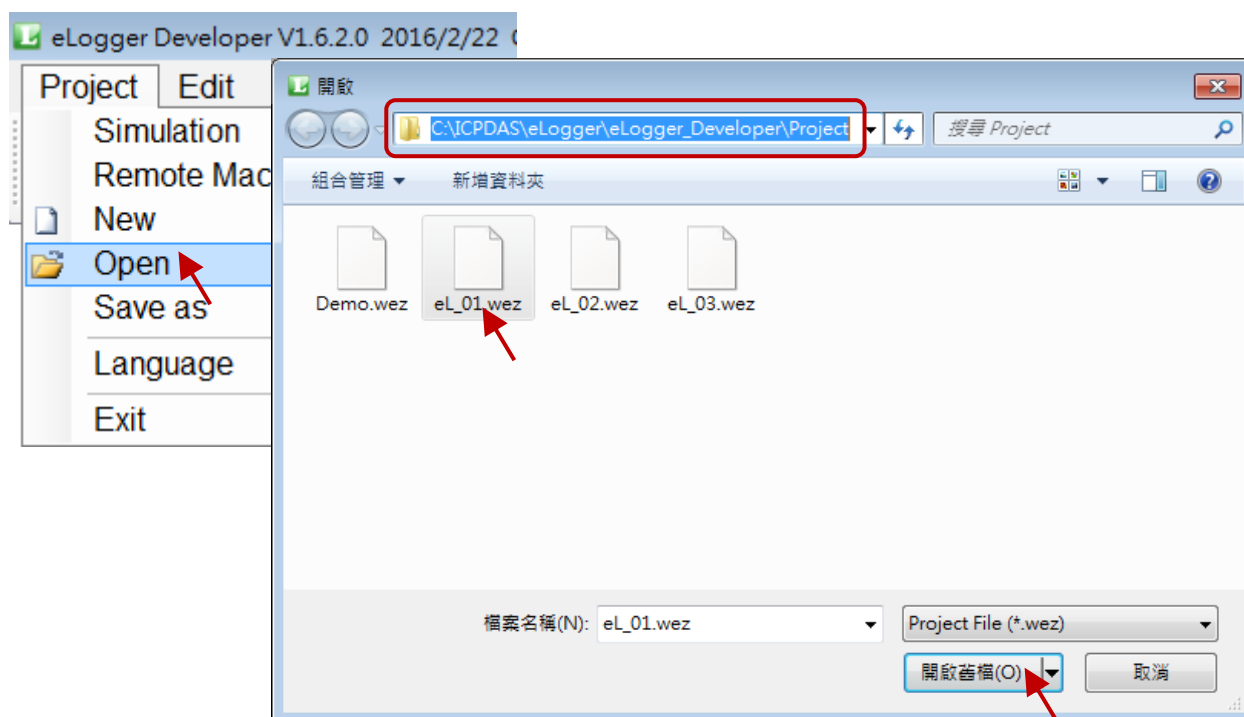 eLogger Developer V1.6.2.0 2016/2/22
Project Edit
Simulation
Remote Mac
New
Open
Save as
Language
Exit
開啟
C:\ICPDAS\eLogger\eLogger_Developer\Project
搜尋 Project
組合管理
新增資料夾
Demo.wez
eL_01.wez
eL_02.wez
eL_03.wez
檔案名稱(N): eL_01.wez
Project File (*.wez)
開啟舊檔(O)
取消